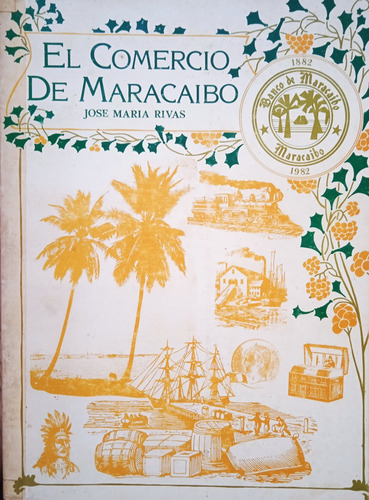 EL COMERCIO
DE MARACAIBO
JOSE MARIA RIVAS
1882
Banco de Maracaibo
Maracaibo
1982